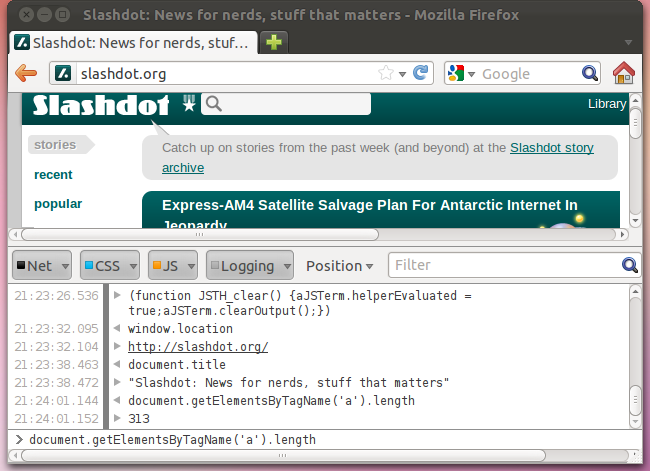 Slashdot: News for nerds, stuff that matters - Mozilla Firefox
Slashdot: News for nerds, stuf…
slashdot.org
Google
Slashdot
Library
stories
Catch up on stories from the past week (and beyond) at the Slashdot story
archive
recent
popular
Express-AM4 Satellite Salvage Plan For Antarctic Internet In
Jeopardy
Net CSS JS Logging Position Filter
21:23:26.536 (function JSTH_clear() {aJSTerm.helperEvaluated =
true;aJSTerm.clearOutput();})
21:23:32.095 window.location
21:23:32.104 http://slashdot.org/
21:23:38.463 document.title
21:23:38.472 "Slashdot: News for nerds, stuff that matters"
21:24:01.144 document.getElementsByTagName('a').length
21:24:01.152 313
document.getElementsByTagName('a').length